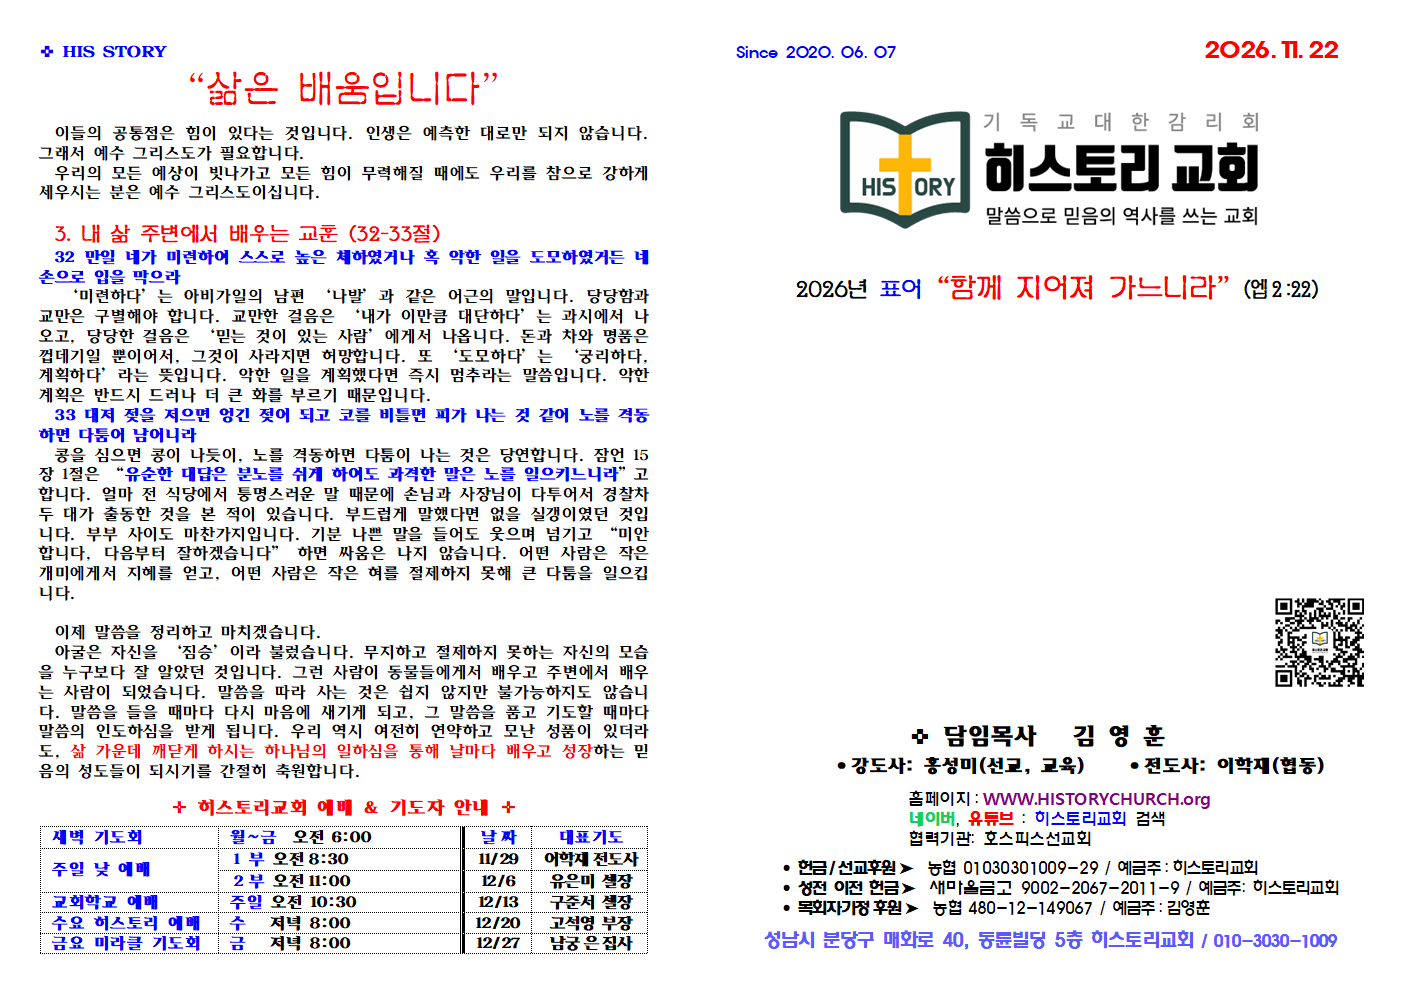 ✜ HIS STORY
“삶은 배움입니다”
이들의 공통점은 힘이 있다는 것입니다. 인생은 예측한 대로만 되지 않습니다.
그래서 예수 그리스도가 필요합니다.
우리의 모든 예상이 빗나가고 모든 힘이 무력해질 때에도 우리를 참으로 강하게
세우시는 분은 예수 그리스도이십니다.
3. 내 삶 주변에서 배우는 교훈 (32-33절)
32 만일 네가 미련하여 스스로 높은 체하였거나 혹 악한 일을 도모하였거든 네
손으로 입을 막으라
‘미련하다’는 아비가일의 남편 ‘나발’과 같은 어근의 말입니다. 당당함과
교만은 구별해야 합니다. 교만한 걸음은 ‘내가 이만큼 대단하다’는 과시에서 나
오고, 당당한 걸음은 ‘믿는 것이 있는 사람’에게서 나옵니다. 돈과 차와 명품은
껍데기일 뿐이어서, 그것이 사라지면 허망합니다. 또 ‘도모하다’는 ‘궁리하다,
계획하다’라는 뜻입니다. 악한 일을 계획했다면 즉시 멈추라는 말씀입니다. 악한
계획은 반드시 드러나 더 큰 화를 부르기 때문입니다.
33 대저 젖을 저으면 엉긴 젖이 되고 코를 비틀면 피가 나는 것 같이 노를 격동
하면 다툼이 남이니라
콩을 심으면 콩이 나듯이, 노를 격동하면 다툼이 나는 것은 당연합니다. 잠언 15
장 1절은 “유순한 대답은 분노를 쉬게 하여도 과격한 말은 노를 일으키느니라”고
합니다. 얼마 전 식당에서 퉁명스러운 말 때문에 손님과 사장님이 다투어서 경찰차
두 대가 출동한 것을 본 적이 있습니다. 부드럽게 말했다면 없을 실갱이였던 것입
니다. 부부 사이도 마찬가지입니다. 기분 나쁜 말을 들어도 웃으며 넘기고 “미안
합니다, 다음부터 잘하겠습니다” 하면 싸움은 나지 않습니다. 어떤 사람은 작은
개미에게서 지혜를 얻고, 어떤 사람은 작은 혀를 절제하지 못해 큰 다툼을 일으킵
니다.
이제 말씀을 정리하고 마치겠습니다.
아굴은 자신을 ‘짐승’이라 불렀습니다. 무지하고 절제하지 못하는 자신의 모습
을 누구보다 잘 알았던 것입니다. 그런 사람이 동물들에게서 배우고 주변에서 배우
는 사람이 되었습니다. 말씀을 따라 사는 것은 쉽지 않지만 불가능하지도 않습니
다. 말씀을 들을 때마다 다시 마음에 새기게 되고, 그 말씀을 품고 기도할 때마다
말씀의 인도하심을 받게 됩니다. 우리 역시 여전히 연약하고 모난 성품이 있더라
도, 삶 가운데 깨닫게 하시는 하나님의 일하심을 통해 날마다 배우고 성장하는 믿
음의 성도들이 되시기를 간절히 축원합니다.
✛ 히스토리교회 예배 & 기도자 안내 ✛
새벽 기도회 월~금 오전 6:00 날 짜 대표기도
주일 낮 예배 1 부 오전 8:30 11/29 이학재 전도사
2 부 오전 11:00 12/6 유은미 셀장
교회학교 예배 주일 오전 10:30 12/13 구준서 셀장
수요 히스토리 예배 수 저녁 8:00 12/20 고석영 부장
금요 미라클 기도회 금 저녁 8:00 12/27 남궁 은 집사
Since 2020. 06. 07 2026. 11. 22
기독교대한감리회
HISTORY
히스토리 교회
말씀으로 믿음의 역사를 쓰는 교회
2026년 표어 “함께 지어져 가느니라” (엡 2 :22)
✜ 담임목사 김 영 훈
• 강도사: 홍성미(선교, 교육) • 전도사: 이학재(협동)
홈페이지 : WWW.HISTORYCHURCH.org
네이버, 유튜브 : 히스토리교회 검색
협력기관: 호스피스선교회
• 헌금 / 선교후원 ➤ 농협 01030301009-29 / 예금주 : 히스토리교회
• 성전 이전 헌금 ➤ 새마을금고 9002-2067-2011-9 / 예금주: 히스토리교회
• 목회자가정 후원 ➤ 농협 480-12-149067 / 예금주 : 김영훈
성남시 분당구 매화로 40, 동륜빌딩 5층 히스토리교회 / 010-3030-1009